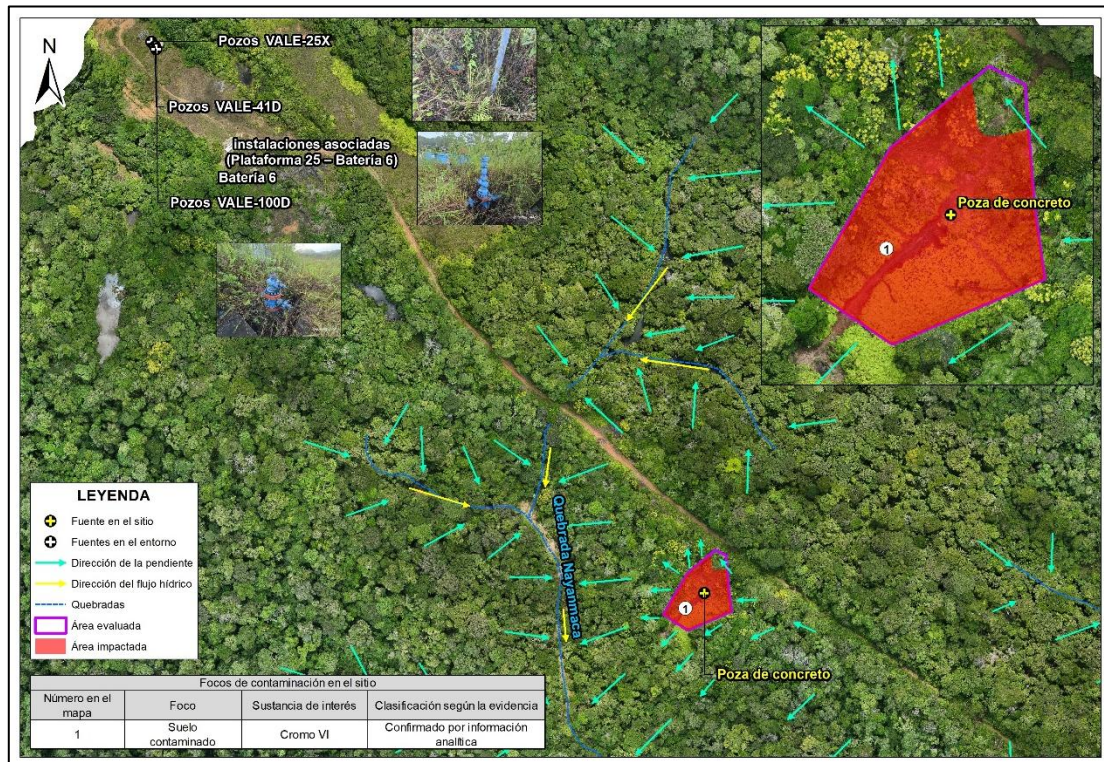 N
Pozos VALE-25X
Pozos VALE-41D
instalaciones asociadas
(Plataforma 25 – Batería 6)
Batería 6
Pozos VALE-100D
Poza de concreto
1
Quebrada Nayanmaca
1
Poza de concreto
LEYENDA
Fuente en el sitio
Fuentes en el entorno
Dirección de la pendiente
Dirección del flujo hídrico
Quebradas
Área evaluada
Área impactada
Focos de contaminación en el sitio
Número en el mapa
Foco
Sustancia de interés
Clasificación según la evidencia
1
Suelo contaminado
Cromo VI
Confirmado por información analítica